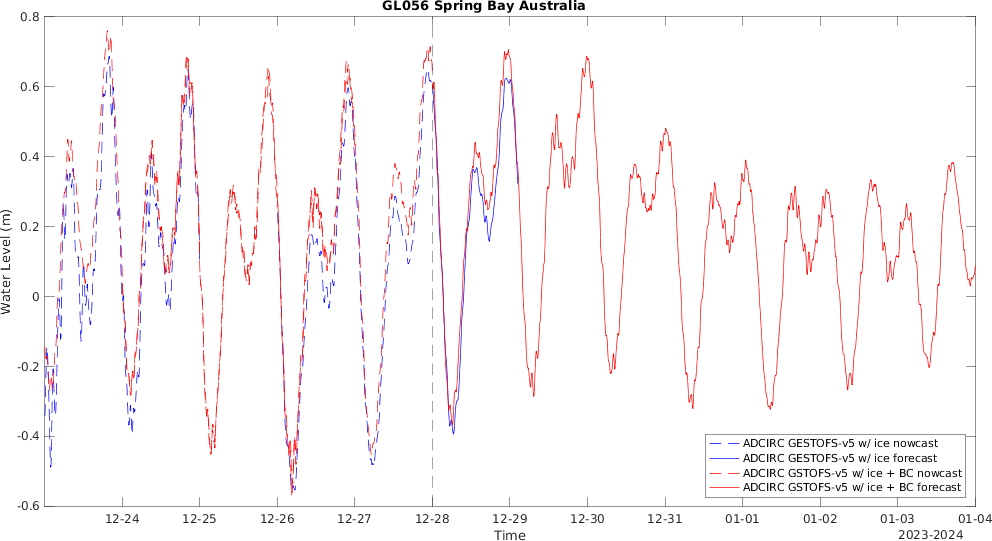 GL056 Spring Bay Australia
0.8
0.6
0.4
0.2
0
-0.2
-0.4
-0.6
Water Level (m)
ADCIRC GESTOFS-v5 w/ ice nowcast
ADCIRC GESTOFS-v5 w/ ice forecast
ADCIRC GSTOFS-v5 w/ ice + BC nowcast
ADCIRC GSTOFS-v5 w/ ice + BC forecast
12-24 12-25 12-26 12-27 12-28 12-29 12-30 12-31 01-01 01-02 01-03 01-04
Time
2023-2024